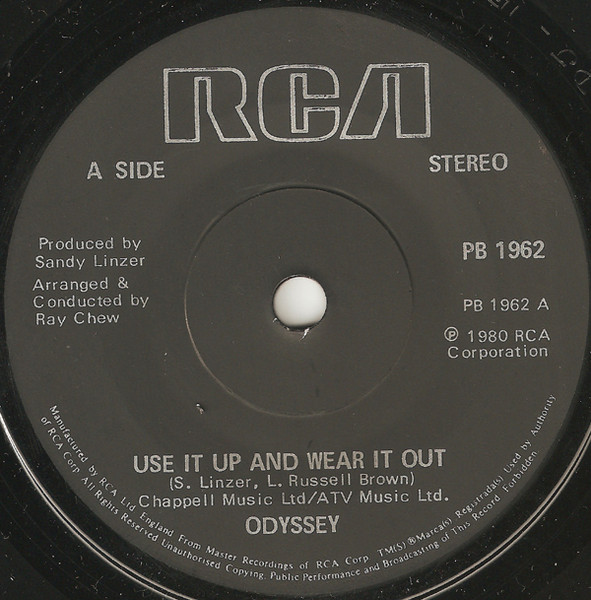 RCA
A SIDE
STEREO
Produced by
Sandy Linzer
Arranged &
Conducted by
Ray Chew
PB 1962
PB 1962 A
℗ 1980 RCA
Corporation
USE IT UP AND WEAR IT OUT
(S. Linzer, L. Russell Brown)
Chappell Music Ltd/ATV Music Ltd.
ODYSSEY
Manufactured by RCA Ltd. England From Master Recordings of RCA Corp. TM(S)®Marca(s) Registrada(s) Used by Authority
of RCA Corp. All Rights Reserved Unauthorised Copying, Public Performance and Broadcasting of This Record Forbidden.